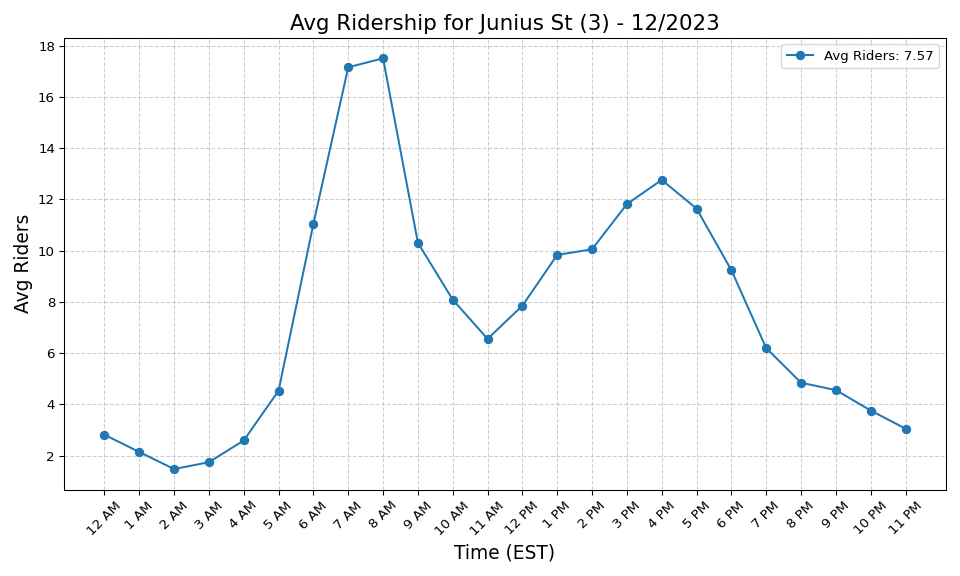 Avg Ridership for Junius St (3) - 12/2023
Avg Riders: 7.57
Avg Riders
18
16
14
12
10
8
6
4
2
12 AM
1 AM
2 AM
3 AM
4 AM
5 AM
6 AM
7 AM
8 AM
9 AM
10 AM
11 AM
12 PM
1 PM
2 PM
3 PM
4 PM
5 PM
6 PM
7 PM
8 PM
9 PM
10 PM
11 PM
Time (EST)